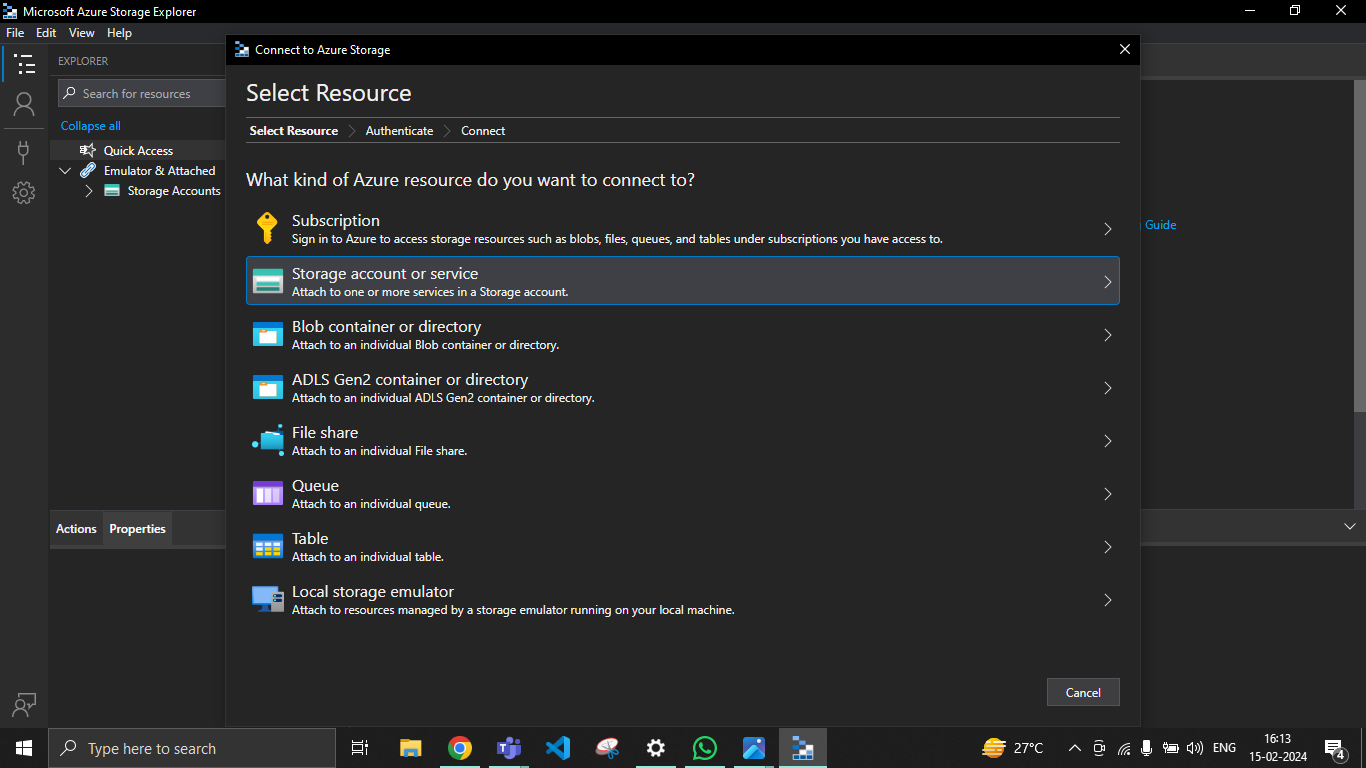 Microsoft Azure Storage Explorer
File Edit View Help
EXPLORER
Search for resources
Collapse all
Quick Access
Emulator & Attached
Storage Accounts
Actions Properties
Connect to Azure Storage
Select Resource
Select Resource Authenticate Connect
What kind of Azure resource do you want to connect to?
Subscription
Sign in to Azure to access storage resources such as blobs, files, queues, and tables under subscriptions you have access to.
Storage account or service
Attach to one or more services in a Storage account.
Blob container or directory
Attach to an individual Blob container or directory.
ADLS Gen2 container or directory
Attach to an individual ADLS Gen2 container or directory.
File share
Attach to an individual File share.
Queue
Attach to an individual queue.
Table
Attach to an individual table.
Local storage emulator
Attach to resources managed by a storage emulator running on your local machine.
Cancel
Guide
Type here to search
27°C
ENG
16:13
15-02-2024
4